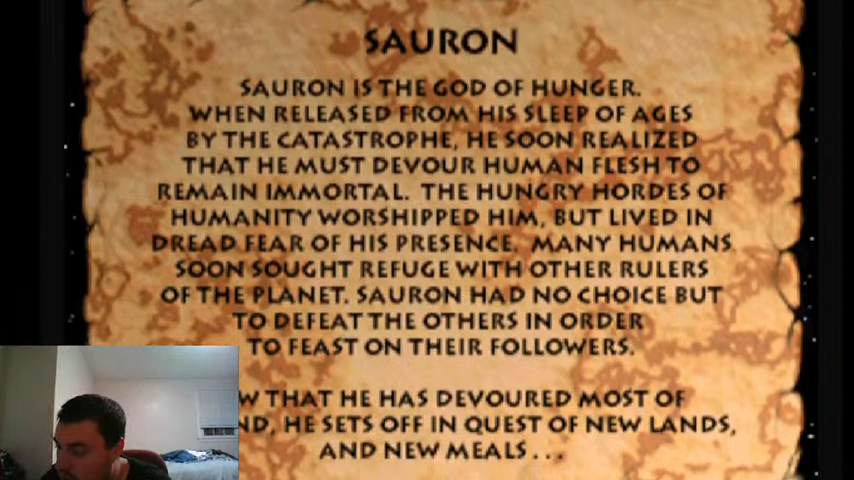 SAURON
SAURON IS THE GOD OF HUNGER.
WHEN RELEASED FROM HIS SLEEP OF AGES
BY THE CATASTROPHE, HE SOON REALIZED
THAT HE MUST DEVOUR HUMAN FLESH TO
REMAIN IMMORTAL. THE HUNGRY HORDES OF
HUMANITY WORSHIPPED HIM, BUT LIVED IN
DREAD FEAR OF HIS PRESENCE. MANY HUMANS
SOON SOUGHT REFUGE WITH OTHER RULERS
OF THE PLANET. SAURON HAD NO CHOICE BUT
TO DEFEAT THE OTHERS IN ORDER
TO FEAST ON THEIR FOLLOWERS.
W THAT HE HAS DEVOURED MOST OF
ND, HE SETS OFF IN QUEST OF NEW LANDS,
AND NEW MEALS . . .